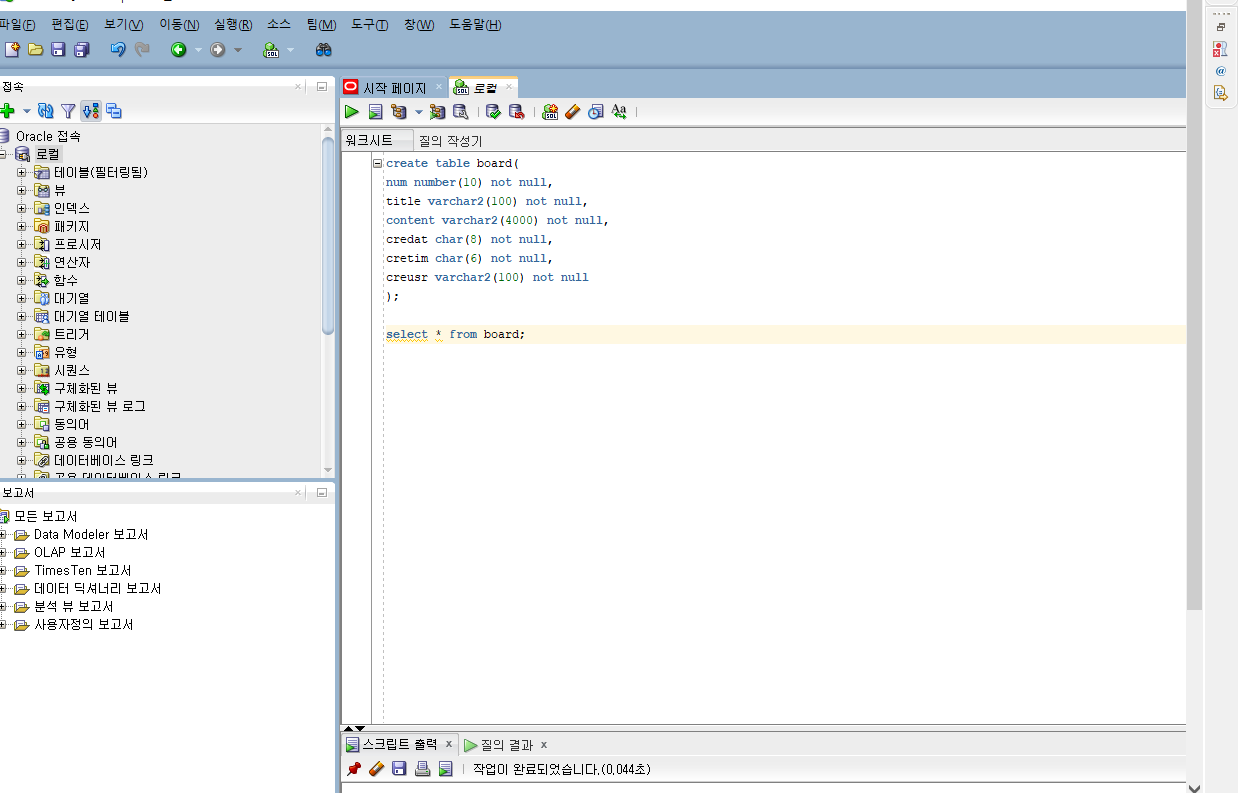 파일(F) 편집(E) 보기(V) 이동(N) 실행(R) 소스 팀(M) 도구(T) 창(W) 도움말(H)
접속
Oracle 접속
로컬
테이블(필터링됨)
뷰
인덱스
패키지
프로시저
연산자
함수
대기열
대기열 테이블
트리거
유형
시퀀스
구체화된 뷰
구체화된 뷰 로그
동의어
공용 동의어
데이터베이스 링크
공용 데이터베이스 링크
보고서
모든 보고서
Data Modeler 보고서
OLAP 보고서
TimesTen 보고서
데이터 딕셔너리 보고서
분석 뷰 보고서
사용자정의 보고서
시작 페이지 로컬
워크시트 질의 작성기
create table board(
num number(10) not null,
title varchar2(100) not null,
content varchar2(4000) not null,
credat char(8) not null,
cretim char(6) not null,
creusr varchar2(100) not null
);
select * from board;
스크립트 출력 x 질의 결과 x
작업이 완료되었습니다.(0.044초)